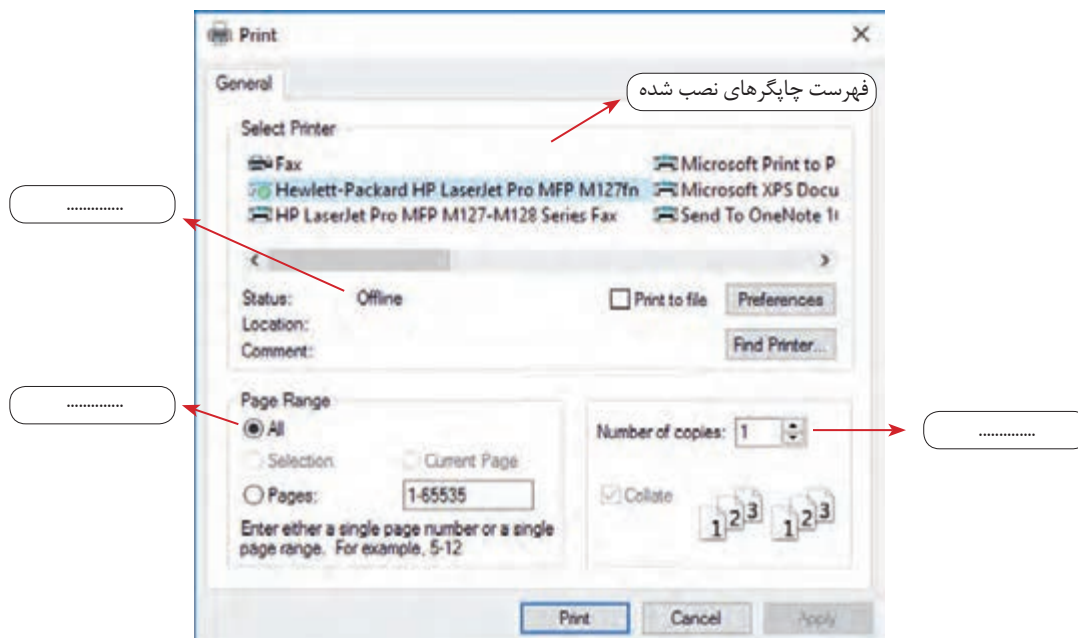 Print
General
فهرست چاپگرهای نصب شده
Select Printer
Fax
Microsoft Print to P
Hewlett-Packard HP LaserJet Pro MFP M127fn
Microsoft XPS Docu
HP LaserJet Pro MFP M127-M128 Series Fax
Send To OneNote
.............
Status: Offline
Print to file
Preferences
Location:
Comment:
Find Printer...
.............
Page Range
All
Selection
Current Page
Pages: 1-65535
Enter either a single page number or a single
page range. For example, 5-12
Number of copies: 1
.............
Collate
1 2 3 1 2 3
Print
Cancel
Apply